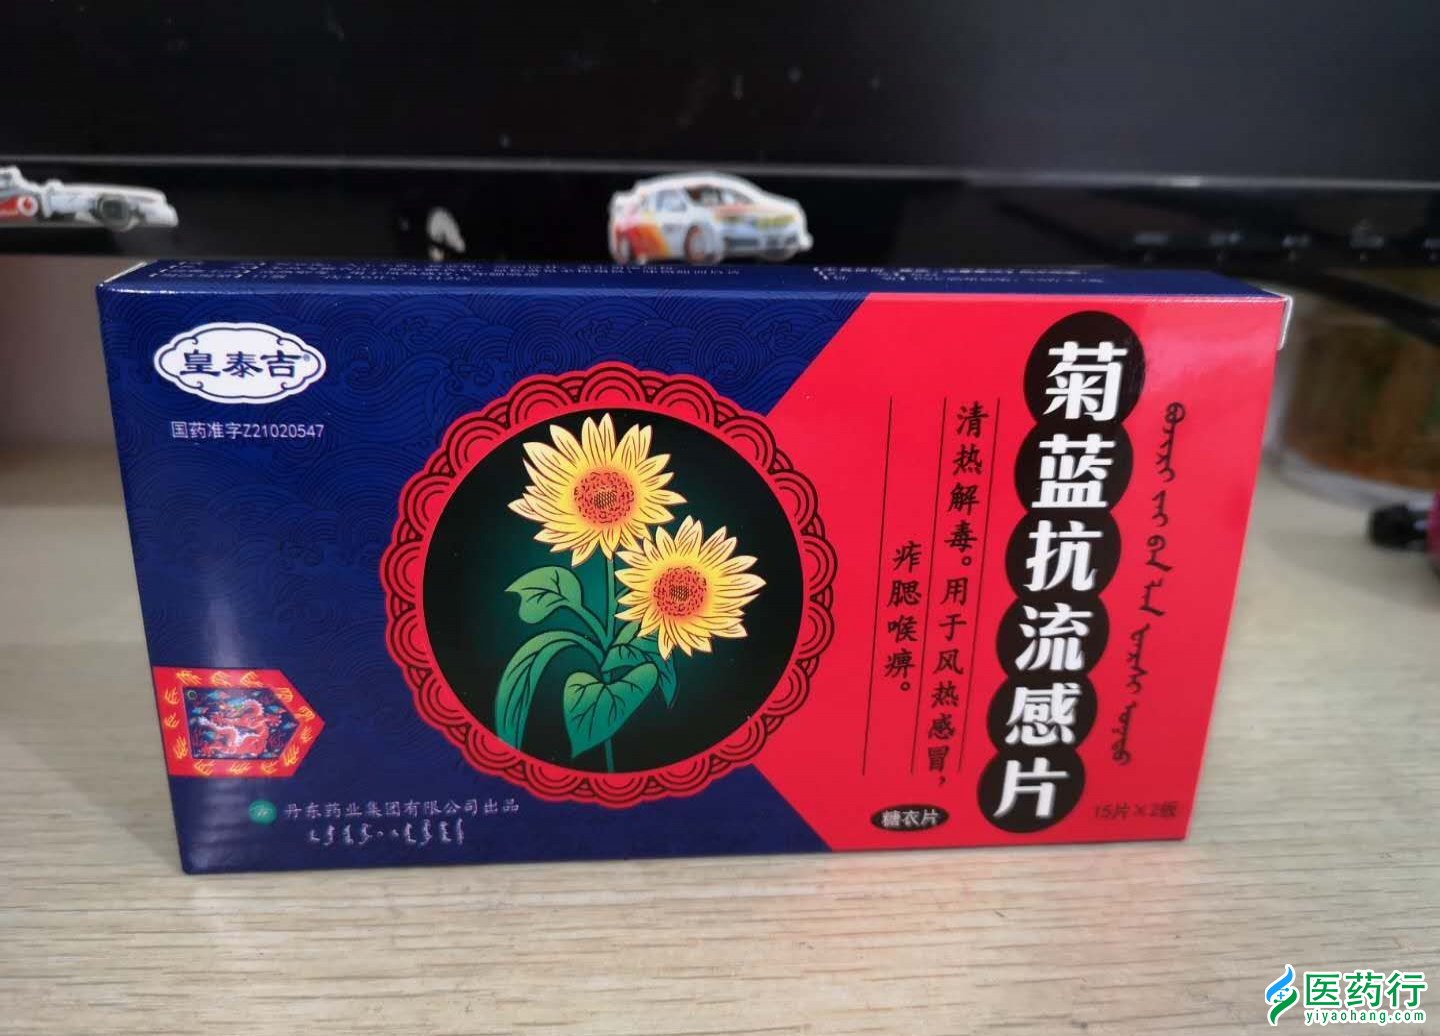 皇泰吉®
国药准字Z21020547
菊蓝抗流感片
清热解毒。用于风热感冒，
痄腮喉痹。
糖衣片
15片×2板
丹东药业集团有限公司出品
医药行
yiyaohang.com